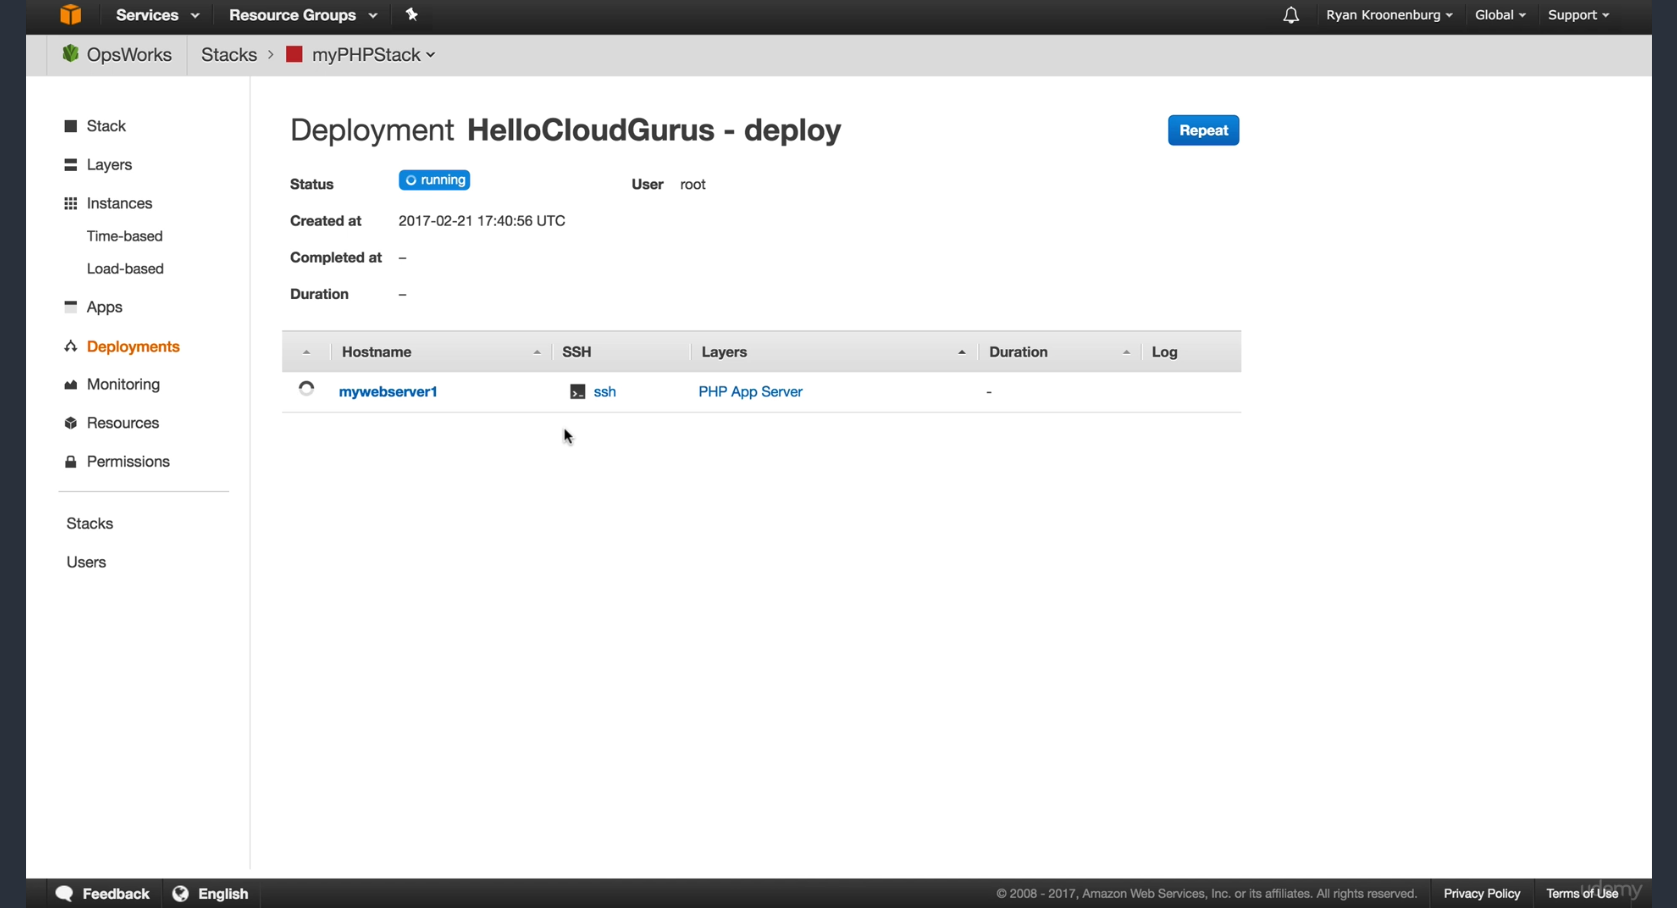 Services Resource Groups Ryan Kroonenburg Global Support
OpsWorks Stacks > myPHPStack
Stack
Layers
Instances
Time-based
Load-based
Apps
Deployments
Monitoring
Resources
Permissions
Stacks
Users
Deployment HelloCloudGurus - deploy Repeat
Status running User root
Created at 2017-02-21 17:40:56 UTC
Completed at –
Duration –
Hostname SSH Layers Duration Log
mywebserver1 ssh PHP App Server -
Feedback English © 2008 - 2017, Amazon Web Services, Inc. or its affiliates. All rights reserved. Privacy Policy Terms of Use
udemy